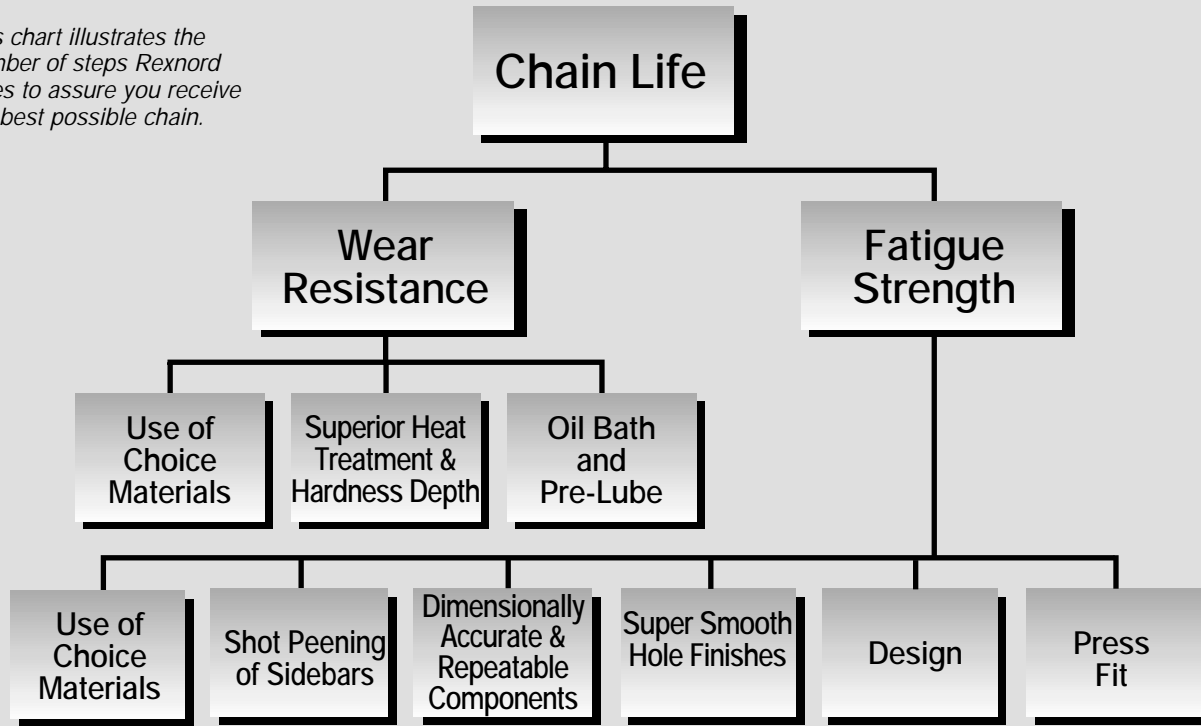 chart illustrates the
of steps Rexnord
to assure you receive
best possible chain.
Chain Life
Wear
Resistance
Fatigue
Strength
Use of
Choice
Materials
Superior Heat
Treatment &
Hardness Depth
Oil Bath
and
Pre-Lube
Use of
Choice
Materials
Shot Peening
of Sidebars
Dimensionally
Accurate &
Repeatable
Components
Super Smooth
Hole Finishes
Design
Press
Fit